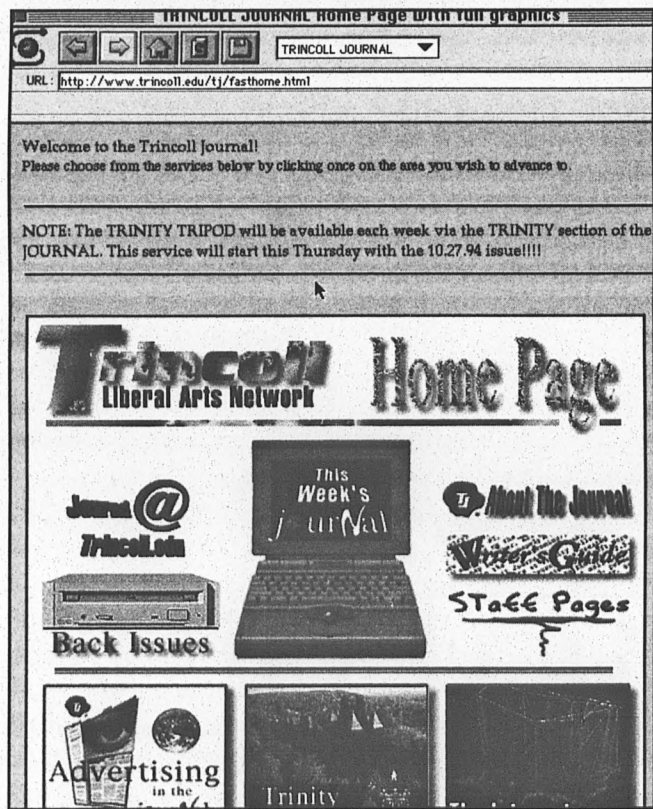 TRINCOLL JOURNAL Home Page with full graphics
TRINCOLL JOURNAL
URL: http://www.trincoll.edu/tj/fasthome.html
Welcome to the Trincoll Journal!
Please choose from the services below by clicking once on the area you wish to advance to.
NOTE: The TRINITY TRIPOD will be available each week via the TRINITY section of the
JOURNAL. This service will start this Thursday with the 10.27.94 issue!!!!
Trincoll
Liberal Arts Network
Home Page
Journal@
Trincoll.edu
Back Issues
This
Week's
jourNal
TJ About The Journal
Writer's Guide
Staff Pages
Advertising
in the
Trinity